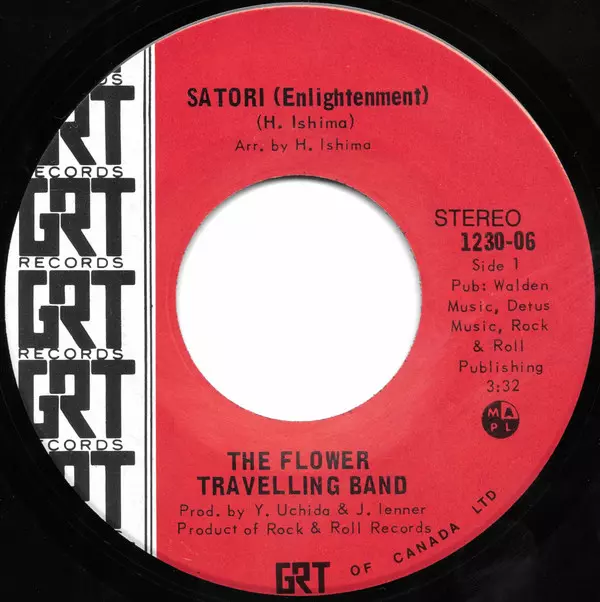 SATORI (Enlightenment)
(H. Ishima)
Arr. by H. Ishima
STEREO
1230-06
Side 1
Pub: Walden
Music, Detus
Music, Rock
& Roll
Publishing
3:32
M A
P L
THE FLOWER
TRAVELLING BAND
Prod. by Y. Uchida & J. Ienner
Product of Rock & Roll Records
GRT OF CANADA LTD
GRT
RECORDS
GRT
RECORDS
GRT
RECORDS
GRT
RECORDS
GRT